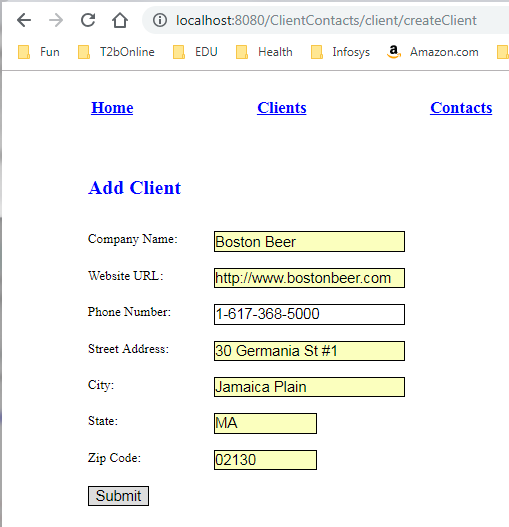 localhost:8080/ClientContacts/client/createClient
Fun T2bOnline EDU Health Infosys Amazon.com
Home Clients Contacts
Add Client
Company Name: Boston Beer
Website URL: http://www.bostonbeer.com
Phone Number: 1-617-368-5000
Street Address: 30 Germania St #1
City: Jamaica Plain
State: MA
Zip Code: 02130
Submit